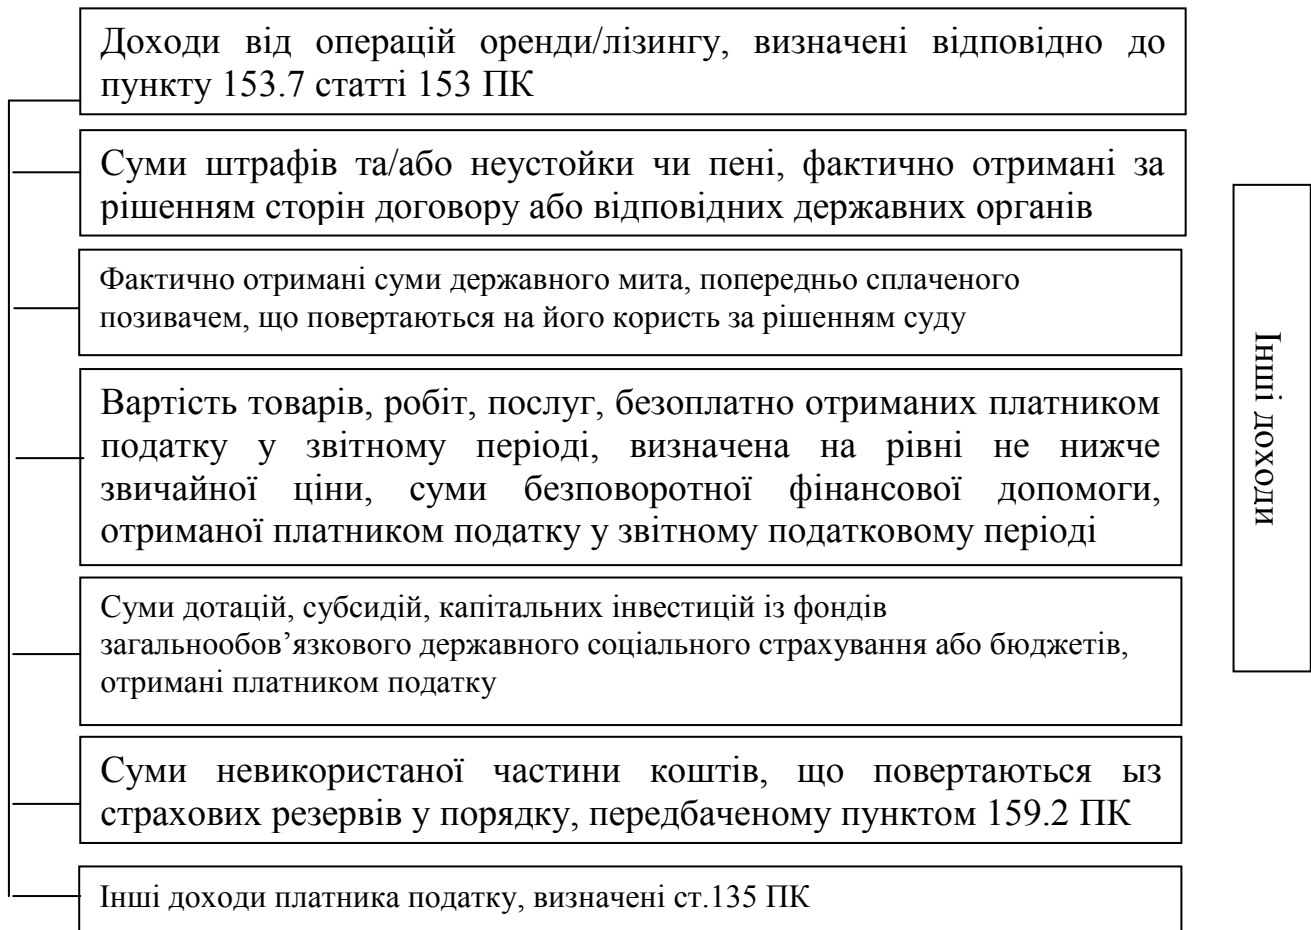 Доходи від операцій оренди/лізингу, визначені відповідно до
пункту 153.7 статті 153 ПК
Суми штрафів та/або неустойки чи пені, фактично отримані за
рішенням сторін договору або відповідних державних органів
Фактично отримані суми державного мита, попередньо сплаченого
позивачем, що повертаються на його користь за рішенням суду
Вартість товарів, робіт, послуг, безоплатно отриманих платником
податку у звітному періоді, визначена на рівні не нижче
звичайної ціни, суми безповоротної фінансової допомоги,
отриманої платником податку у звітному податковому періоді
Суми дотацій, субсидій, капітальних інвестицій із фондів
загальнообов’язкового державного соціального страхування або бюджетів,
отримані платником податку
Суми невикористаної частини коштів, що повертаються ыз
страхових резервів у порядку, передбаченому пунктом 159.2 ПК
Інші доходи платника податку, визначені ст.135 ПК
Інші доходи